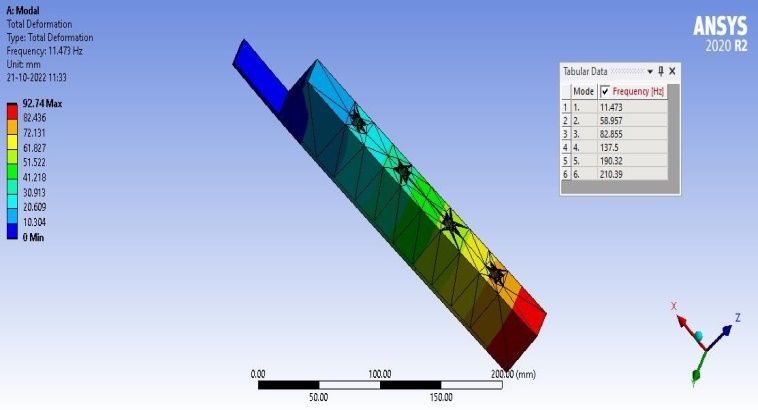 A: Modal
Total Deformation
Type: Total Deformation
Frequency: 11.473 Hz
Unit: mm
21-10-2022 11:33
92.74 Max
82.436
72.131
61.827
51.522
41.218
30.913
20.609
10.304
0 Min
ANSYS
2020 R2
Tabular Data
Mode Frequency [Hz]
1 1. 11.473
2 2. 58.957
3 3. 82.855
4 4. 137.5
5 5. 190.32
6 6. 210.39
X
Z
Y
0.00 100.00 200.00 (mm)
50.00 150.00